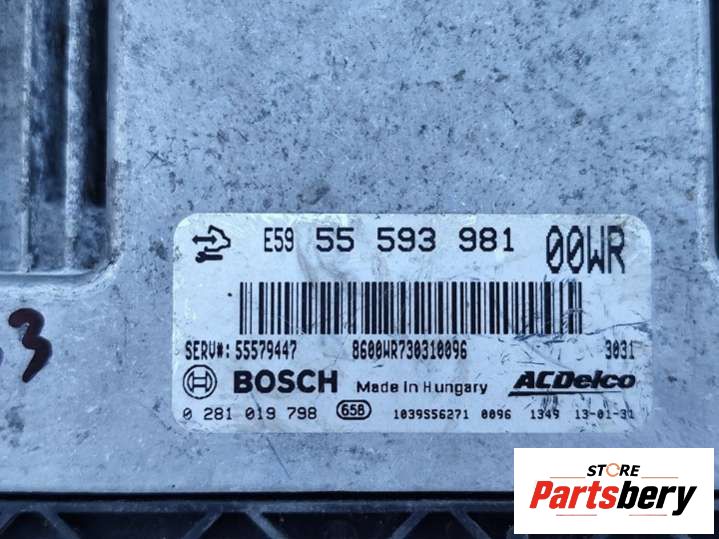 E59 55 593 981 00WR
SERV#: 55579447 8600WR730310096 3031
BOSCH Made in Hungary ACDelco
0 281 019 798 658 1039S56271 0096 1349 13-01-31
3
STORE
Partsbery